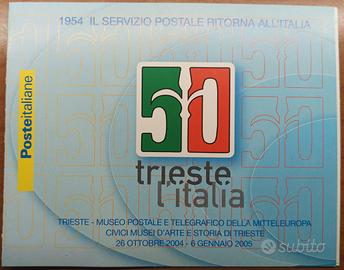 1954 IL SERVIZIO POSTALE RITORNA ALL'ITALIA
Posteitaliane
50
trieste
l'italia
TRIESTE - MUSEO POSTALE E TELEGRAFICO DELLA MITTELEUROPA
CIVICI MUSEI D'ARTE E STORIA DI TRIESTE
26 OTTOBRE 2004 - 6 GENNAIO 2005
subito